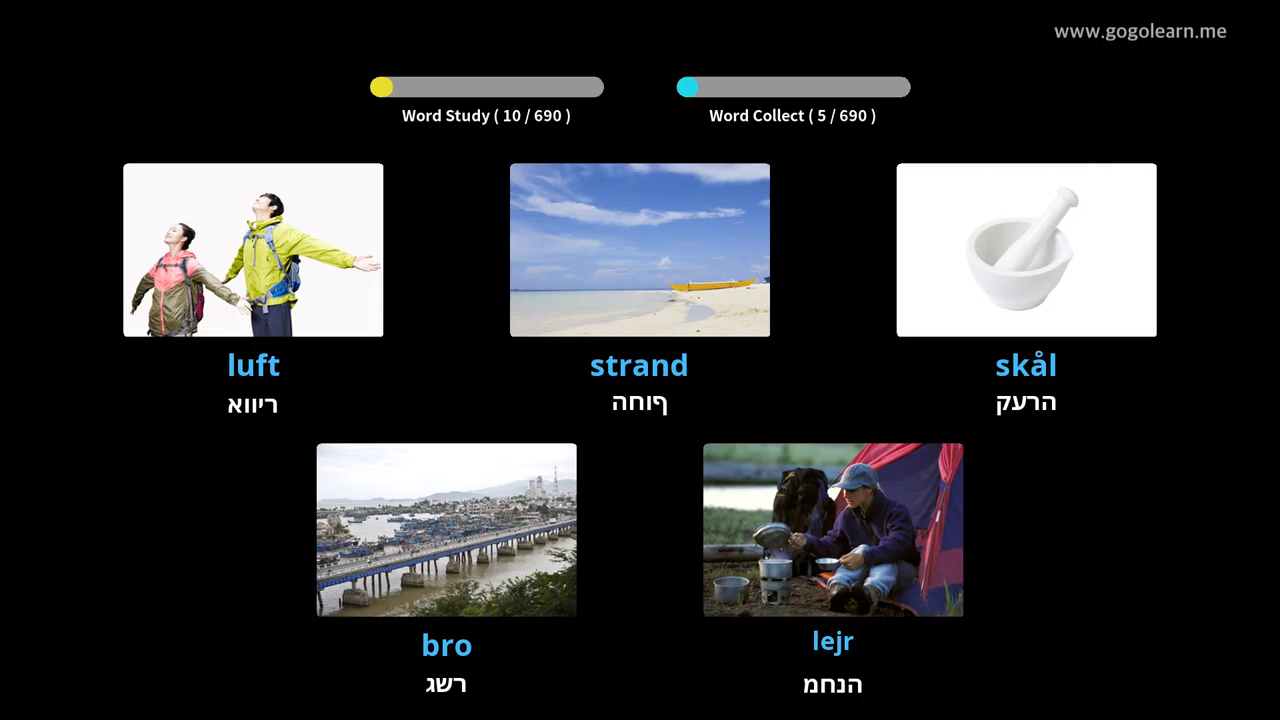 www.gogolearn.me
Word Study ( 10 / 690 )
Word Collect ( 5 / 690 )
luft
ריווא
strand
ףוחה
skål
הרעק
bro
רשג
lejr
הנחמ